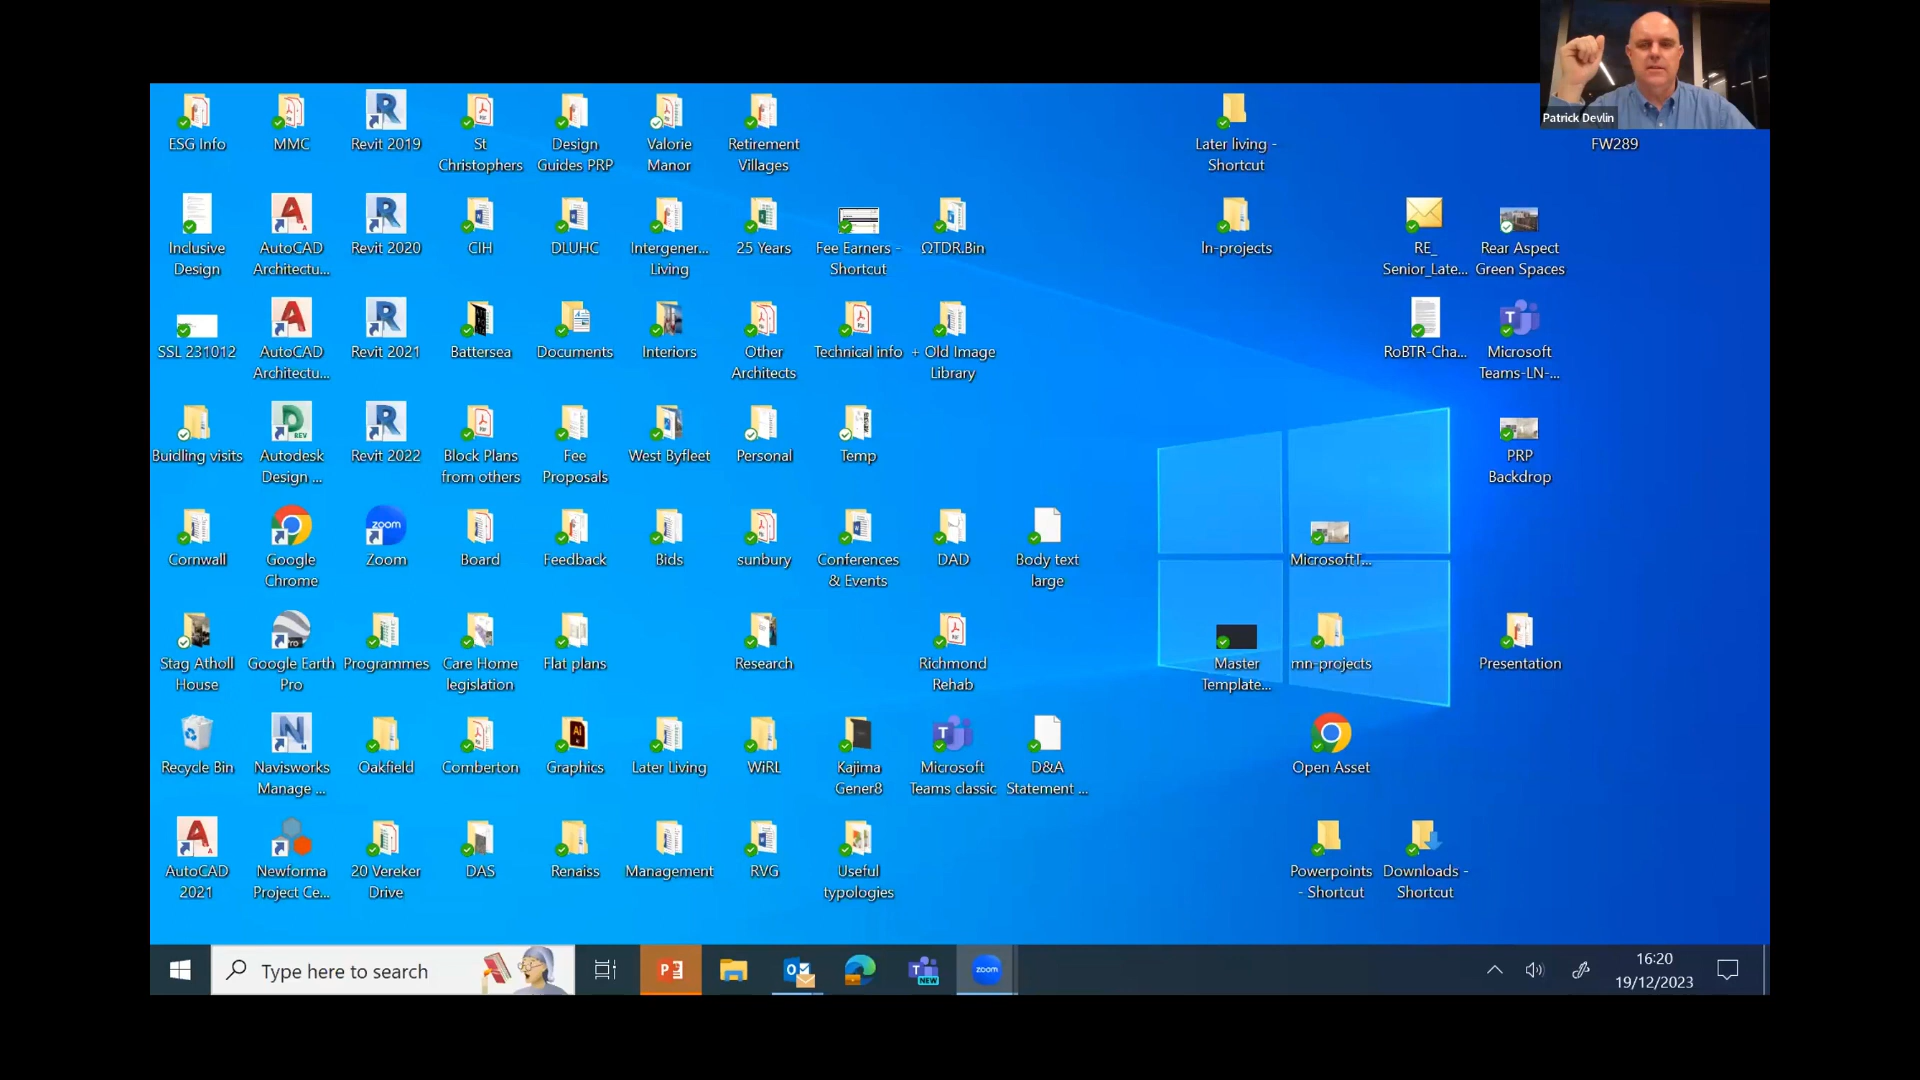 Patrick Devlin
ESG Info
MMC
Revit 2019
St
Christophers
Design
Guides PRP
Valorie
Manor
Retirement
Villages
Later living -
Shortcut
FW289
Inclusive
Design
AutoCAD
Architectu...
Revit 2020
CIH
DLUHC
Intergener...
Living
25 Years
Fee Earners -
Shortcut
QTDR.Bin
ln-projects
RE_
Senior_Late...
Rear Aspect
Green Spaces
SSL 231012
AutoCAD
Architectu...
Revit 2021
Battersea
Documents
Interiors
Other
Architects
Technical info
+ Old Image
Library
RoBTR-Cha...
Microsoft
Teams-LN-...
Buidling visits
Autodesk
Design ...
Revit 2022
Block Plans
from others
Fee
Proposals
West Byfleet
Personal
Temp
PRP
Backdrop
Cornwall
Google
Chrome
zoom
Zoom
Board
Feedback
Bids
sunbury
Conferences
& Events
DAD
Body text
large
MicrosoftT...
Stag Atholl
House
Google Earth
Pro
Programmes
Care Home
legislation
Flat plans
Research
Richmond
Rehab
Master
Template...
mn-projects
Presentation
Recycle Bin
Navisworks
Manage ...
Oakfield
Comberton
Graphics
Later Living
WiRL
Kajima
Gener8
Microsoft
Teams classic
D&A
Statement ...
Open Asset
AutoCAD
2021
Newforma
Project Ce...
20 Vereker
Drive
DAS
Renaiss
Management
RVG
Useful
typologies
Powerpoints
- Shortcut
Downloads -
Shortcut
Type here to search
NEW
zoom
16:20
19/12/2023